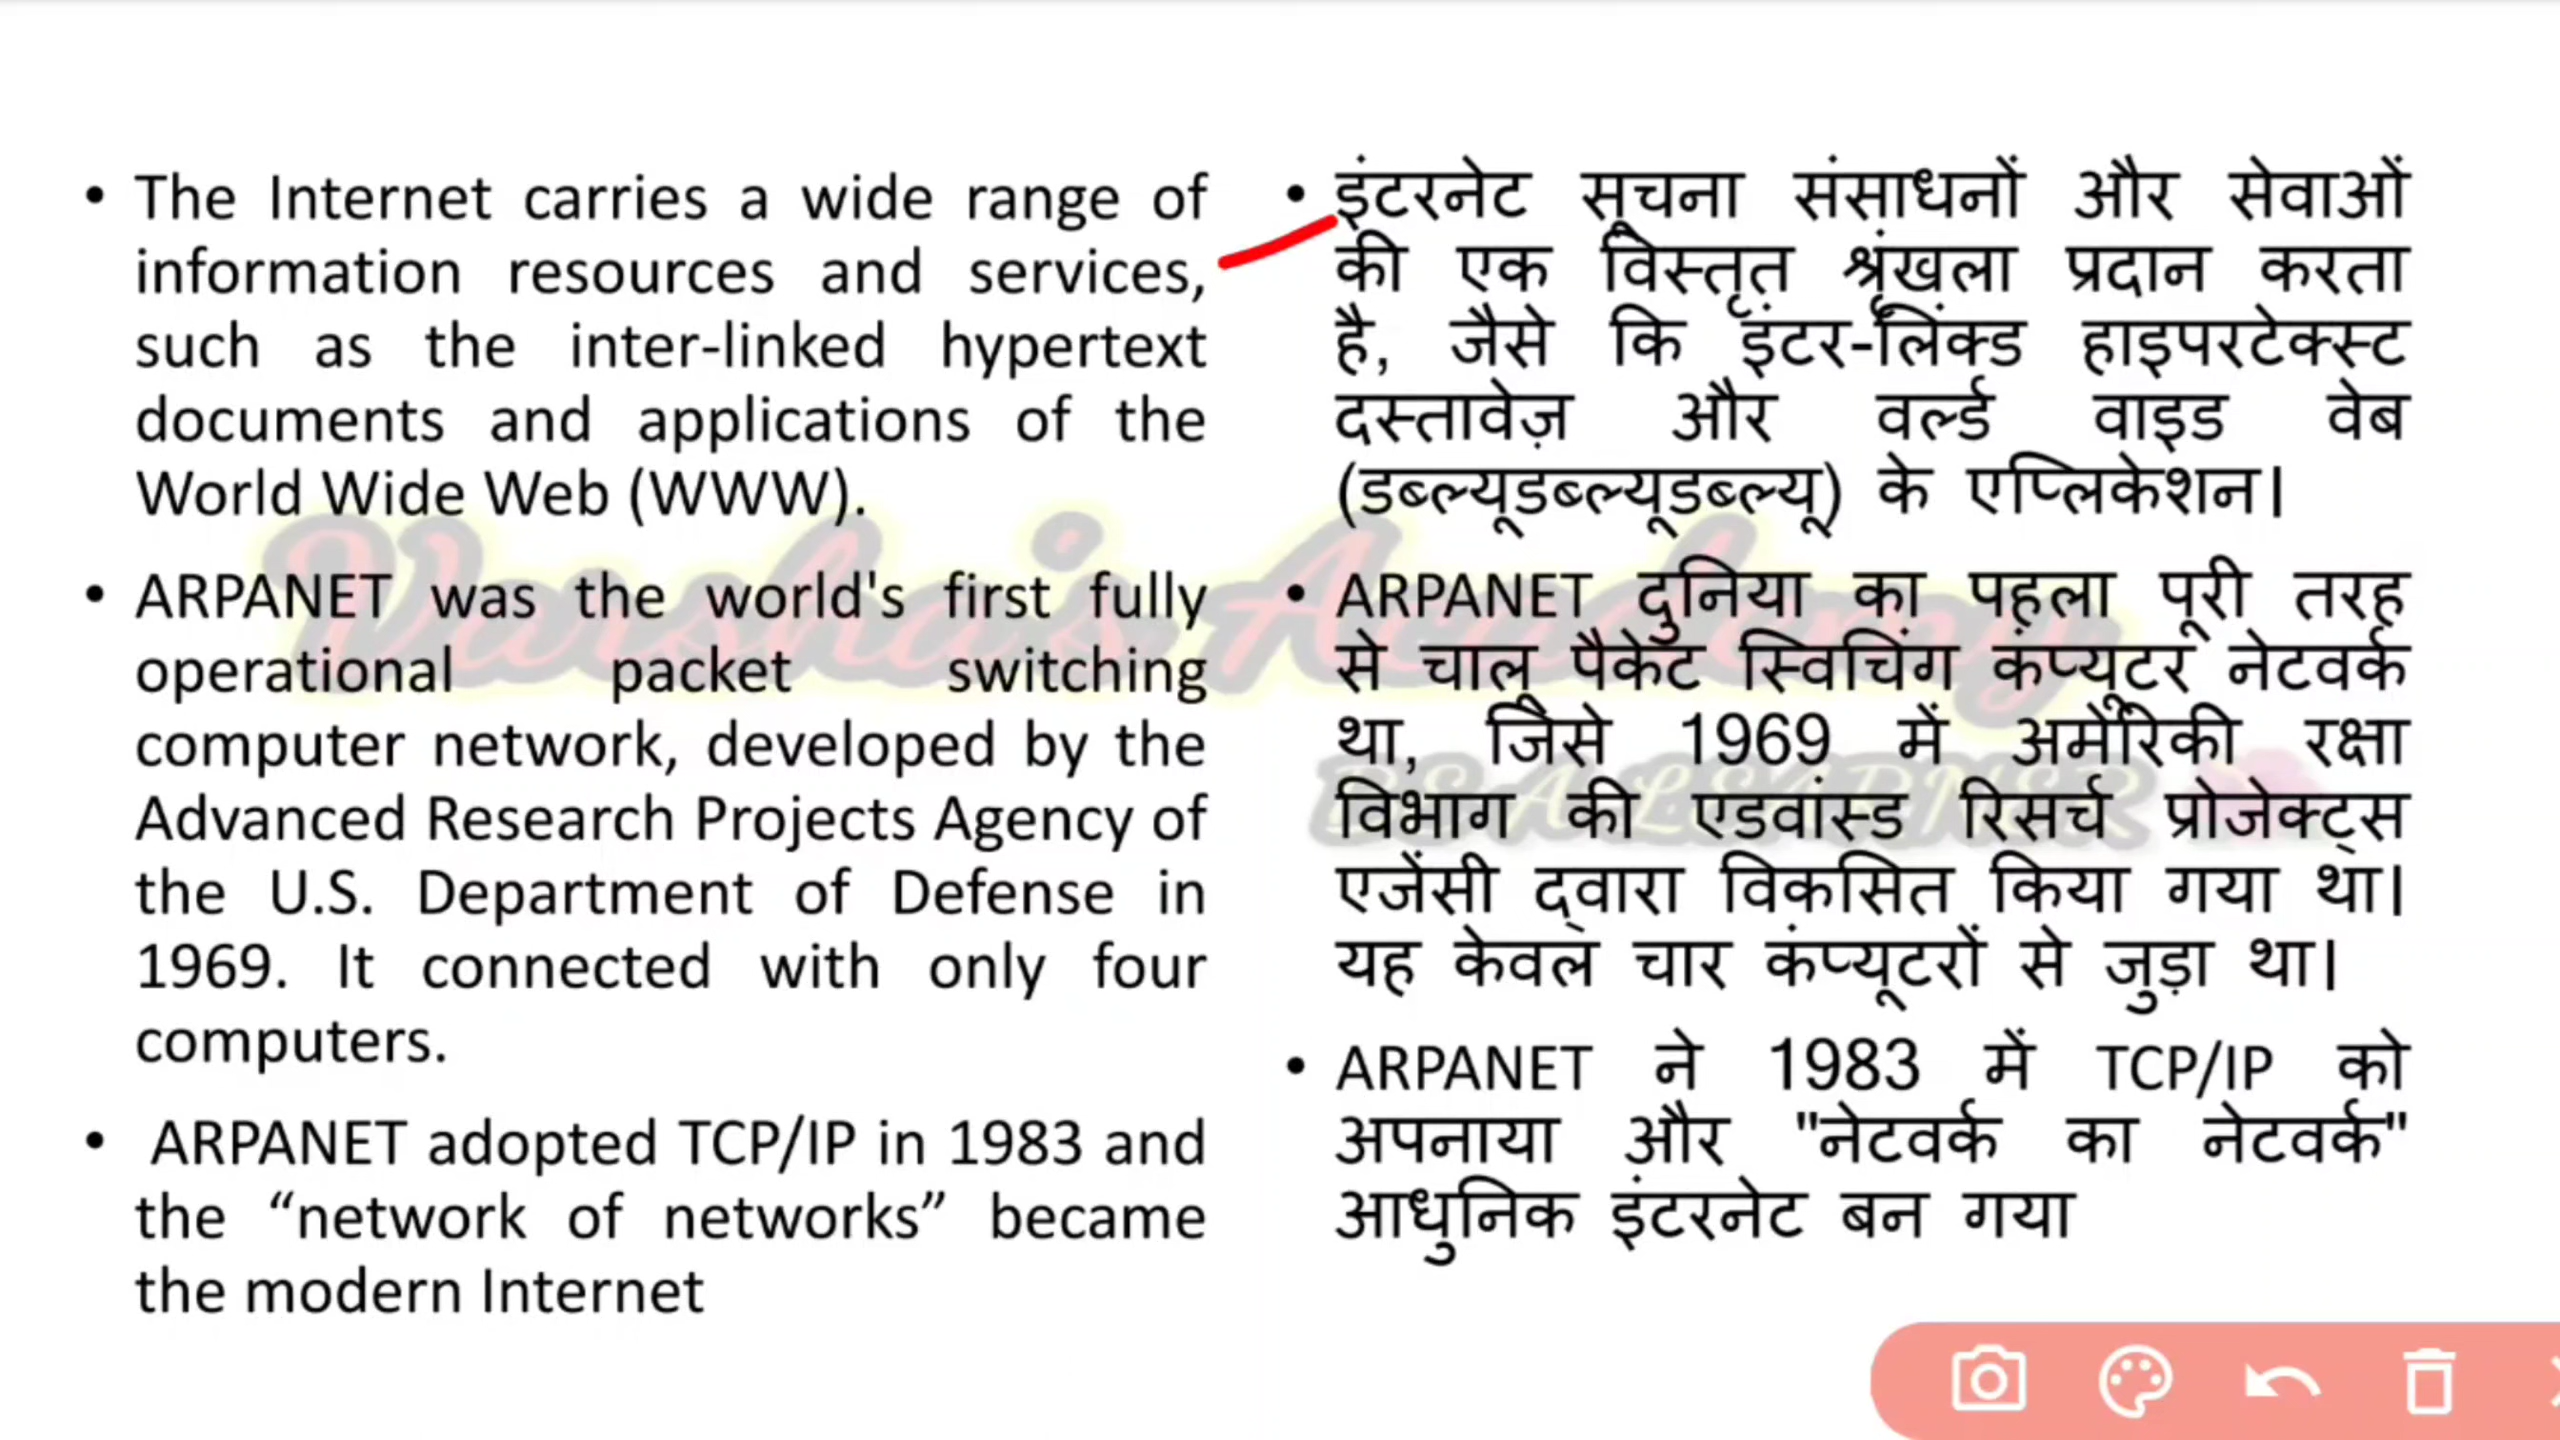 • The Internet carries a wide range of
information resources and services,
such as the inter-linked hypertext
documents and applications of the
World Wide Web (WWW).
• ARPANET was the world's first fully
operational packet switching
computer network, developed by the
Advanced Research Projects Agency of
the U.S. Department of Defense in
1969. It connected with only four
computers.
• ARPANET adopted TCP/IP in 1983 and
the “network of networks” became
the modern Internet
• इंटरनेट सूचना संसाधनों और सेवाओं
की एक विस्तृत श्रृंखला प्रदान करता
है, जैसे कि इंटर-लिंक्ड हाइपरटेक्स्ट
दस्तावेज़ और वर्ल्ड वाइड वेब
(डब्ल्यूडब्ल्यूडब्ल्यू) के एप्लिकेशन।
• ARPANET दुनिया का पहला पूरी तरह
से चालू पैकेट स्विचिंग कंप्यूटर नेटवर्क
था, जिसे 1969 में अमेरिकी रक्षा
विभाग की एडवांस्ड रिसर्च प्रोजेक्ट्स
एजेंसी द्वारा विकसित किया गया था।
यह केवल चार कंप्यूटरों से जुड़ा था।
• ARPANET ने 1983 में TCP/IP को
अपनाया और "नेटवर्क का नेटवर्क"
आधुनिक इंटरनेट बन गया
Varsha's Academy
BSA LEARNER